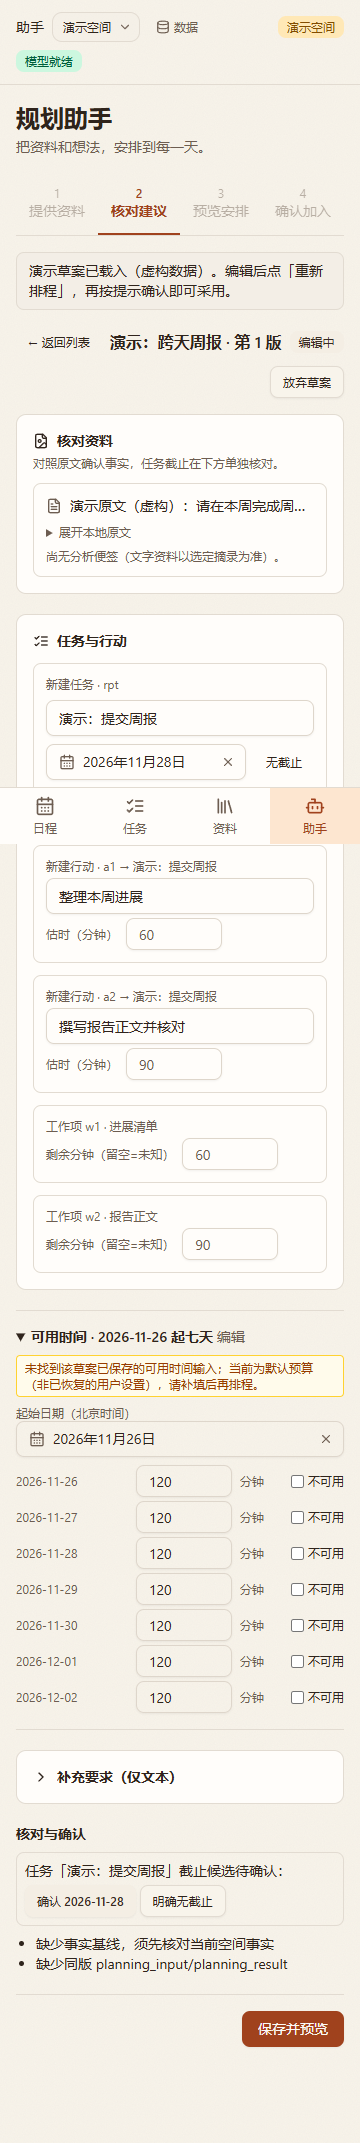 助手 演示空间 数据 演示空间
模型就绪
规划助手
把资料和想法，安排到每一天。
1 2 3 4
提供资料 核对建议 预览安排 确认加入
演示草案已载入（虚构数据）。编辑后点「重新
排程」，再按提示确认即可采用。
← 返回列表 演示：跨天周报 · 第 1 版 编辑中
放弃草案
核对资料
对照原文确认事实，任务截止在下方单独核对。
演示原文（虚构）：请在本周完成周...
展开本地原文
尚无分析便签（文字资料以选定摘录为准）。
任务与行动
新建任务 · rpt
演示：提交周报
2026年11月28日 无截止
日程 任务 资料 助手
新建行动 · a1 → 演示：提交周报
整理本周进展
估时（分钟） 60
新建行动 · a2 → 演示：提交周报
撰写报告正文并核对
估时（分钟） 90
工作项 w1 · 进展清单
剩余分钟（留空=未知） 60
工作项 w2 · 报告正文
剩余分钟（留空=未知） 90
可用时间 · 2026-11-26 起七天 编辑
未找到该草案已保存的可用时间输入；当前为默认预算
（非已恢复的用户设置），请补填后再排程。
起始日期（北京时间）
2026年11月26日
2026-11-26 120 分钟 不可用
2026-11-27 120 分钟 不可用
2026-11-28 120 分钟 不可用
2026-11-29 120 分钟 不可用
2026-11-30 120 分钟 不可用
2026-12-01 120 分钟 不可用
2026-12-02 120 分钟 不可用
补充要求（仅文本）
核对与确认
任务「演示：提交周报」截止候选待确认：
确认 2026-11-28 明确无截止
缺少事实基线，须先核对当前空间事实
缺少同版 planning_input/planning_result
保存并预览